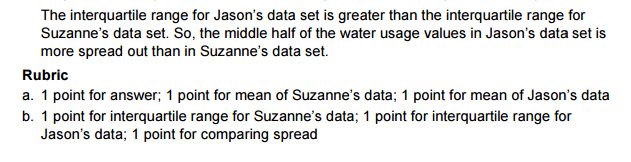 The interquartile range for Jason's data set is greater than the interquartile range for
Suzanne's data set. So, the middle half of the water usage values in Jason's data set is
more spread out than in Suzanne's data set.
Rubric
a. 1 point for answer; 1 point for mean of Suzanne's data; 1 point for mean of Jason's data
b. 1 point for interquartile range for Suzanne's data; 1 point for interquartile range for
Jason's data; 1 point for comparing spread